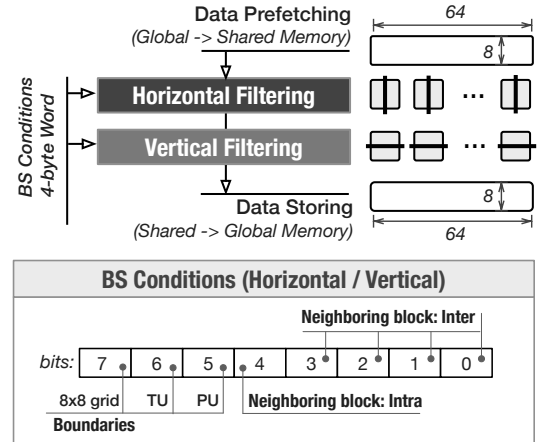 Data Prefetching
(Global -> Shared Memory)
64
8
BS Conditions
4-byte Word
Horizontal Filtering
...
Vertical Filtering
...
Data Storing
(Shared -> Global Memory)
8
64
BS Conditions (Horizontal / Vertical)
Neighboring block: Inter
bits: 7 6 5 4 3 2 1 0
8x8 grid TU PU Neighboring block: Intra
Boundaries